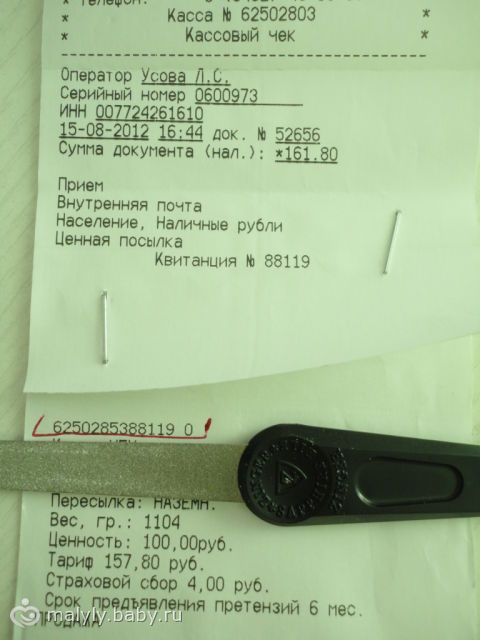 * Касса № 62502803 *
* Кассовый чек *
Оператор Усова Л.С.
Серийный номер 0600973
ИНН 007724261610
15-08-2012 16:44 док. № 52656
Сумма документа (нал.): *161.80
Прием
Внутренняя почта
Население, Наличные рубли
Ценная посылка
Квитанция № 88119
6250285388119 0
Пересылка: НАЗЕМН.
Вес, гр.: 1104
Ценность: 100,00руб.
Тариф 157,80 руб.
Страховой сбор 4,00 руб.
Срок предъявления претензий 6 мес.
malyly.baby.ru